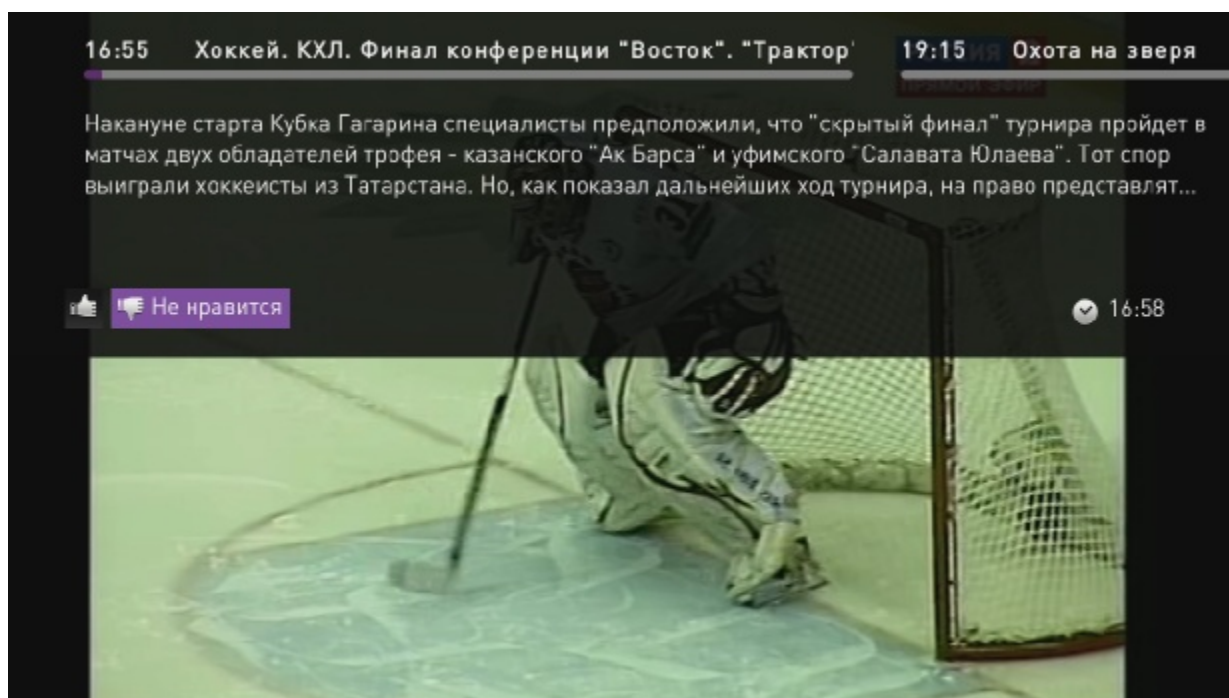 16:55 Хоккей. КХЛ. Финал конференции "Восток". "Трактор"
19:15 Охота на зверя
ПРЯМОЙ ЭФИР
Накануне старта Кубка Гагарина специалисты предположили, что "скрытый финал" турнира пройдет в
матчах двух обладателей трофея - казанского "Ак Барса" и уфимского "Салавата Юлаева". Тот спор
выиграли хоккеисты из Татарстана. Но, как показал дальнейших ход турнира, на право представлят...
Не нравится
16:58